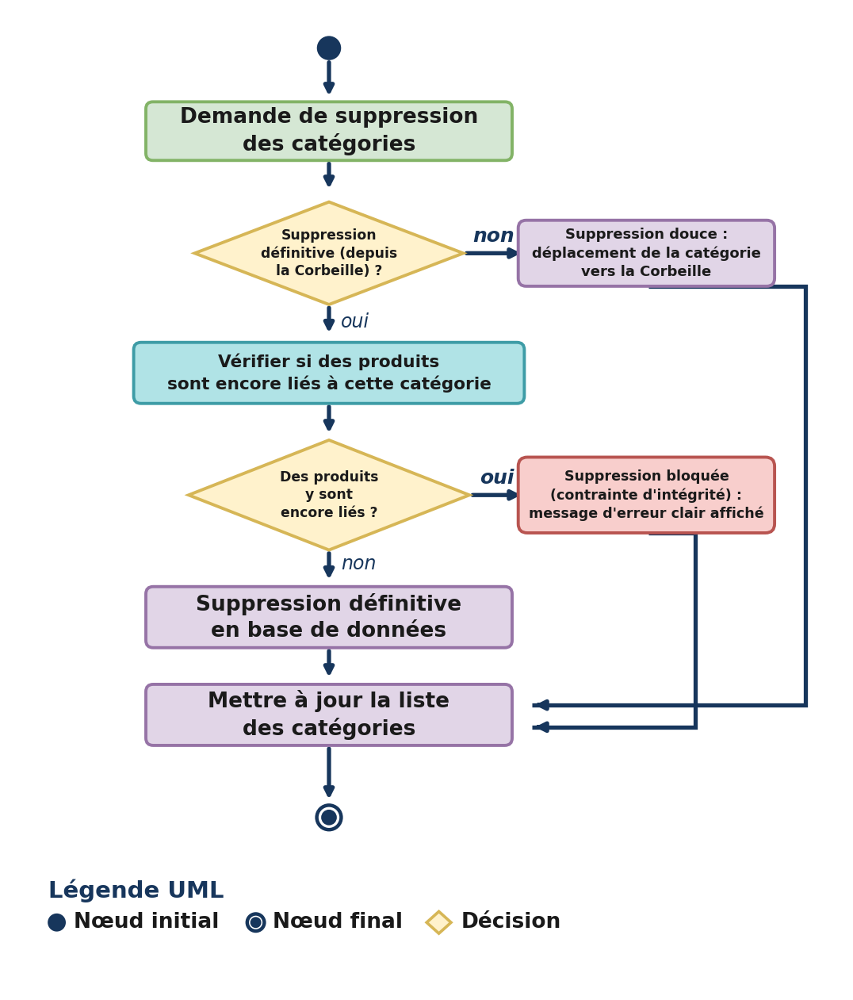 Demande de suppression
des catégories
Suppression
définitive (depuis
la Corbeille) ?
non
Suppression douce :
déplacement de la catégorie
vers la Corbeille
oui
Vérifier si des produits
sont encore liés à cette catégorie
Des produits
y sont
encore liés ?
oui
Suppression bloquée
(contrainte d'intégrité) :
message d'erreur clair affiché
non
Suppression définitive
en base de données
Mettre à jour la liste
des catégories
Légende UML
Nœud initial
Nœud final
Décision